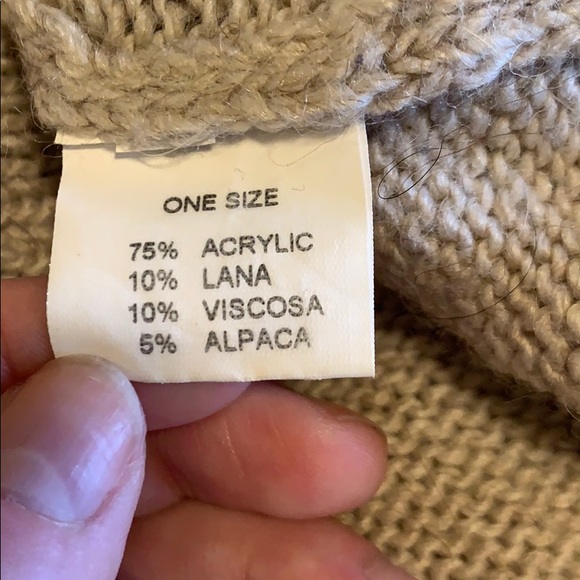 ONE SIZE
75% ACRYLIC
10% LANA
10% VISCOSA
5% ALPACA